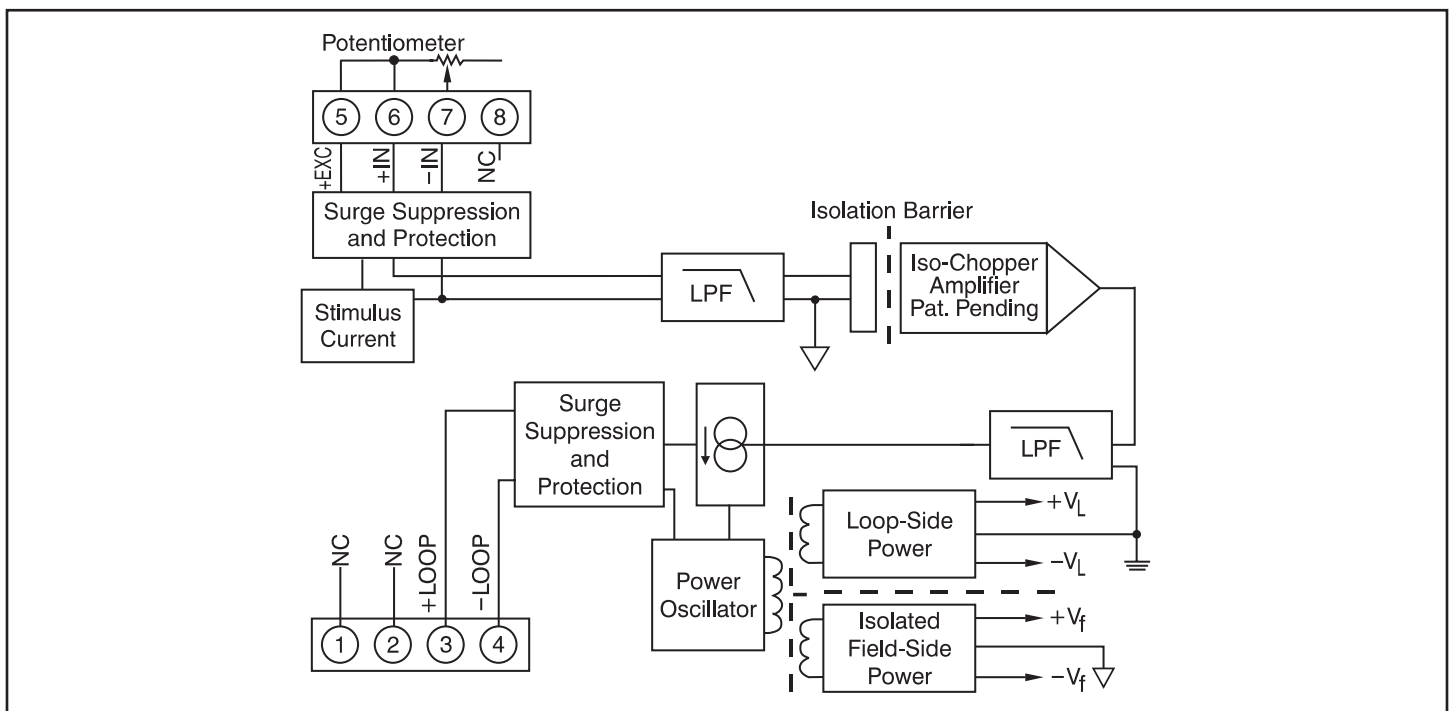 Potentiometer
5 6 7 8
+EXC
+IN
−IN
NC
Surge Suppression
and Protection
Stimulus
Current
LPF
Isolation Barrier
Iso-Chopper
Amplifier
Pat. Pending
Surge
Suppression
and
Protection
LPF
Loop-Side
Power
+VL
−VL
Power
Oscillator
Isolated
Field-Side
Power
+Vf
−Vf
NC
NC
+LOOP
−LOOP
1 2 3 4